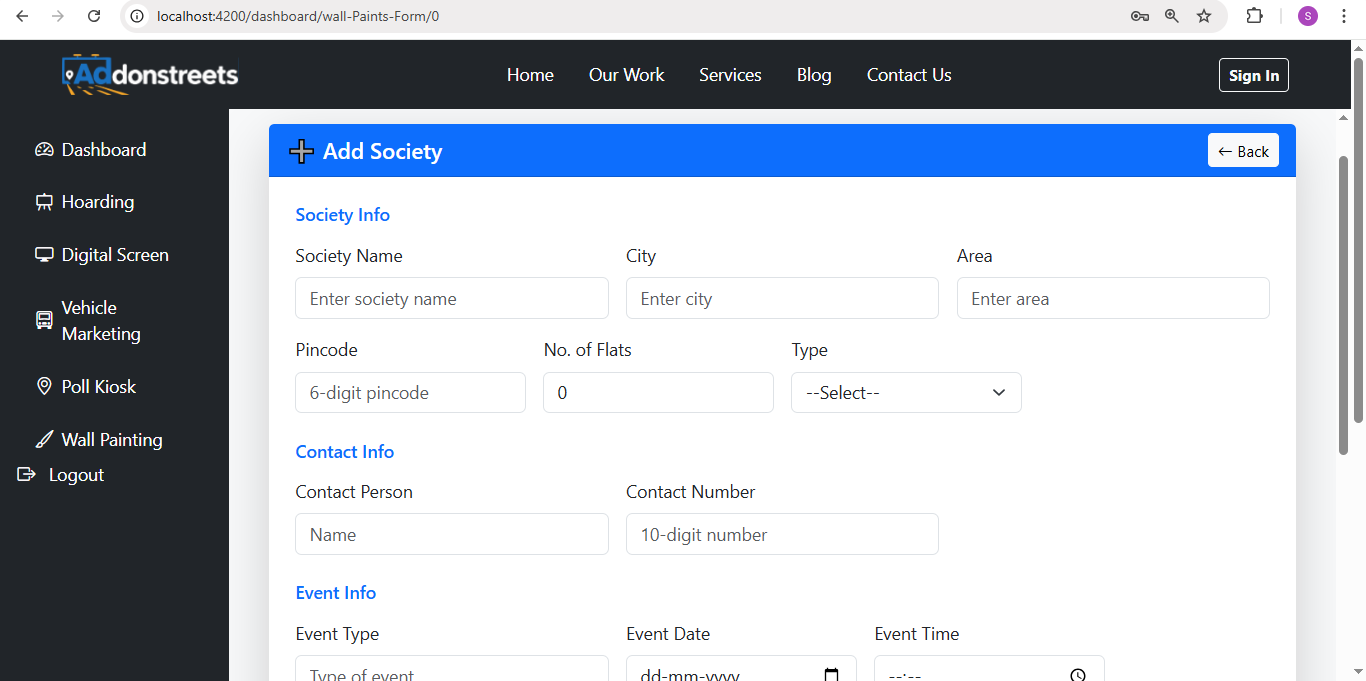 localhost:4200/dashboard/wall-Paints-Form/0
S
Addonstreets
Home Our Work Services Blog Contact Us
Sign In
Dashboard
Hoarding
Digital Screen
Vehicle
Marketing
Poll Kiosk
Wall Painting
Logout
Add Society
← Back
Society Info
Society Name City Area
Enter society name Enter city Enter area
Pincode No. of Flats Type
6-digit pincode 0 --Select--
Contact Info
Contact Person Contact Number
Name 10-digit number
Event Info
Event Type Event Date Event Time
Type of event dd-mm-yyyy --:--